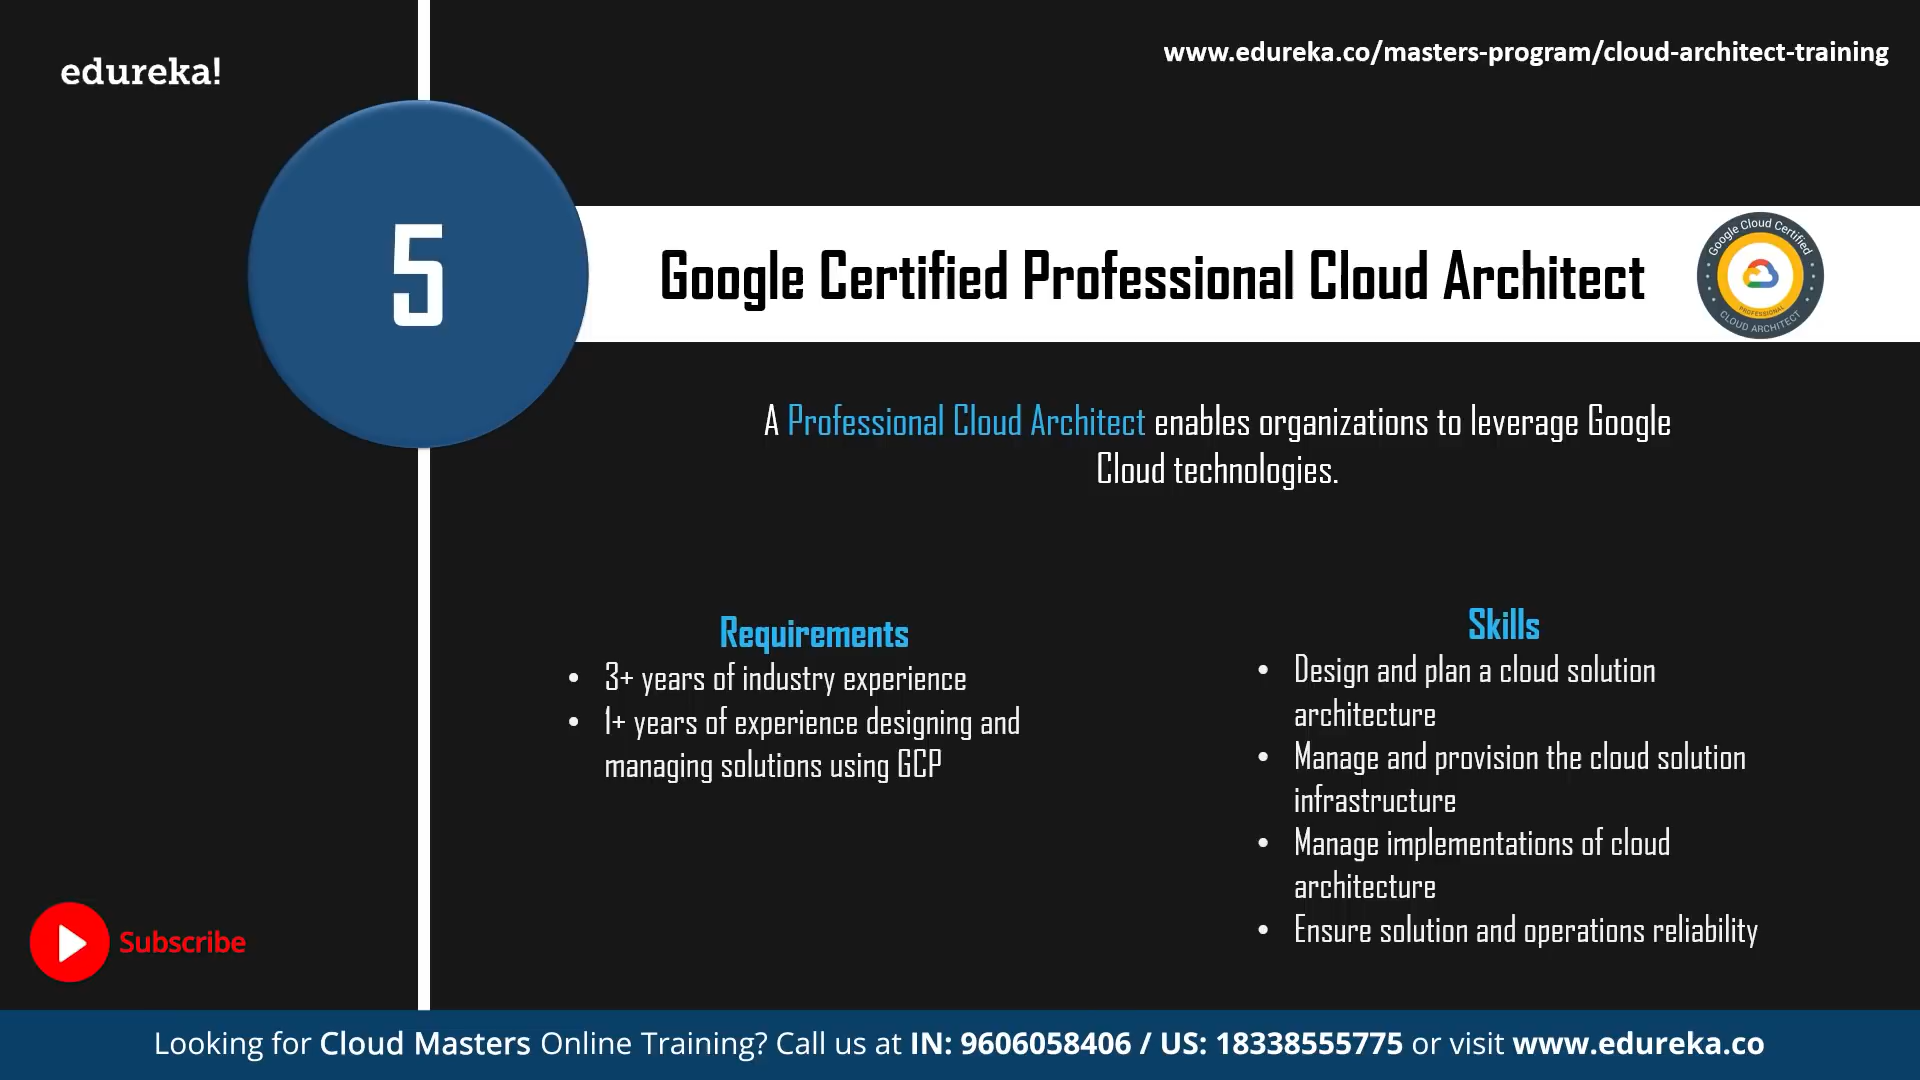 edureka!
www.edureka.co/masters-program/cloud-architect-training
5
Google Certified Professional Cloud Architect
Google Cloud Certified
PROFESSIONAL
CLOUD ARCHITECT
A Professional Cloud Architect enables organizations to leverage Google
Cloud technologies.
Requirements
• 3+ years of industry experience
• 1+ years of experience designing and
managing solutions using GCP
Skills
• Design and plan a cloud solution
architecture
• Manage and provision the cloud solution
infrastructure
• Manage implementations of cloud
architecture
• Ensure solution and operations reliability
Subscribe
Looking for Cloud Masters Online Training? Call us at IN: 9606058406 / US: 18338555775 or visit www.edureka.co